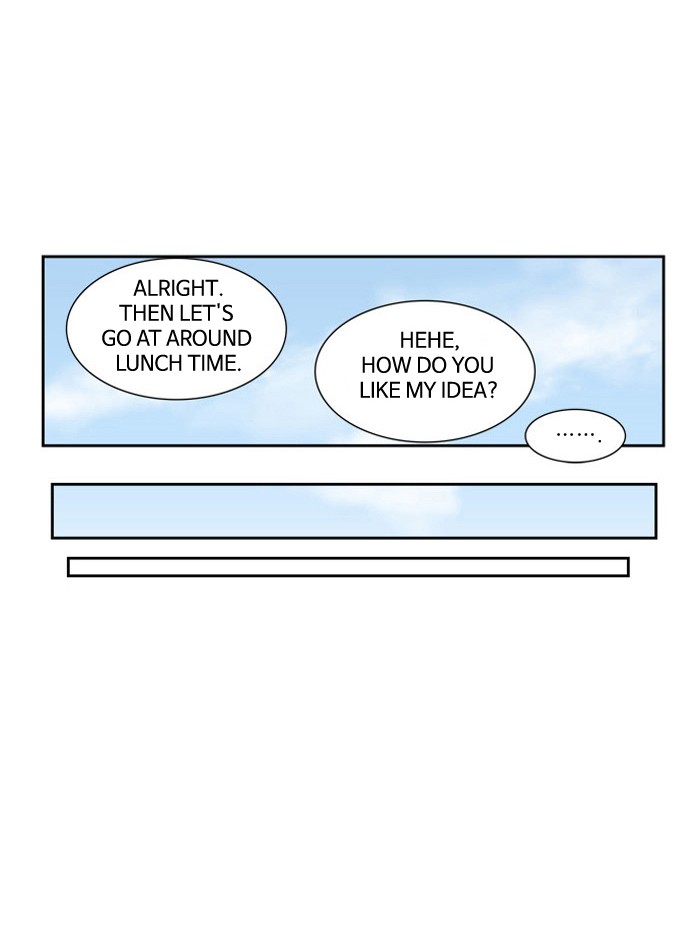 ALRIGHT.
THEN LET'S
GO AT AROUND
LUNCH TIME.
HEHE,
HOW DO YOU
LIKE MY IDEA?
…….